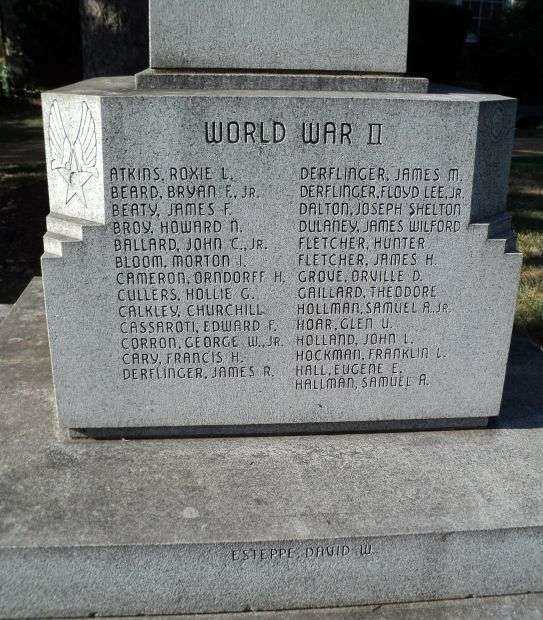 WORLD WAR II
ATKINS, ROXIE L.
BEARD, BRYAN F., JR.
BEATY, JAMES F.
BROY, HOWARD N.
BALLARD, JOHN C., JR.
BLOOM, MORTON J.
CAMERON, ORNDORFF H.
CULLERS, HOLLIE G.
CALKLEY, CHURCHILL
CASSAROTI, EDWARD F.
CORRON, GEORGE W., JR.
CARY, FRANCIS H.
DERFLINGER, JAMES R.
DERFLINGER, JAMES M.
DERFLINGER, FLOYD LEE, JR.
DALTON, JOSEPH SHELTON
DULANEY, JAMES WILFORD
FLETCHER, HUNTER
FLETCHER, JAMES H.
GROVE, ORVILLE D.
GAILLARD, THEODORE
HOLLMAN, SAMUEL A., JR.
HOAR, GLEN U.
HOLLAND, JOHN L.
HOCKMAN, FRANKLIN L.
HALL, EUGENE E.
HALLMAN, SAMUEL A.
ESTEPPE, DAVID W.